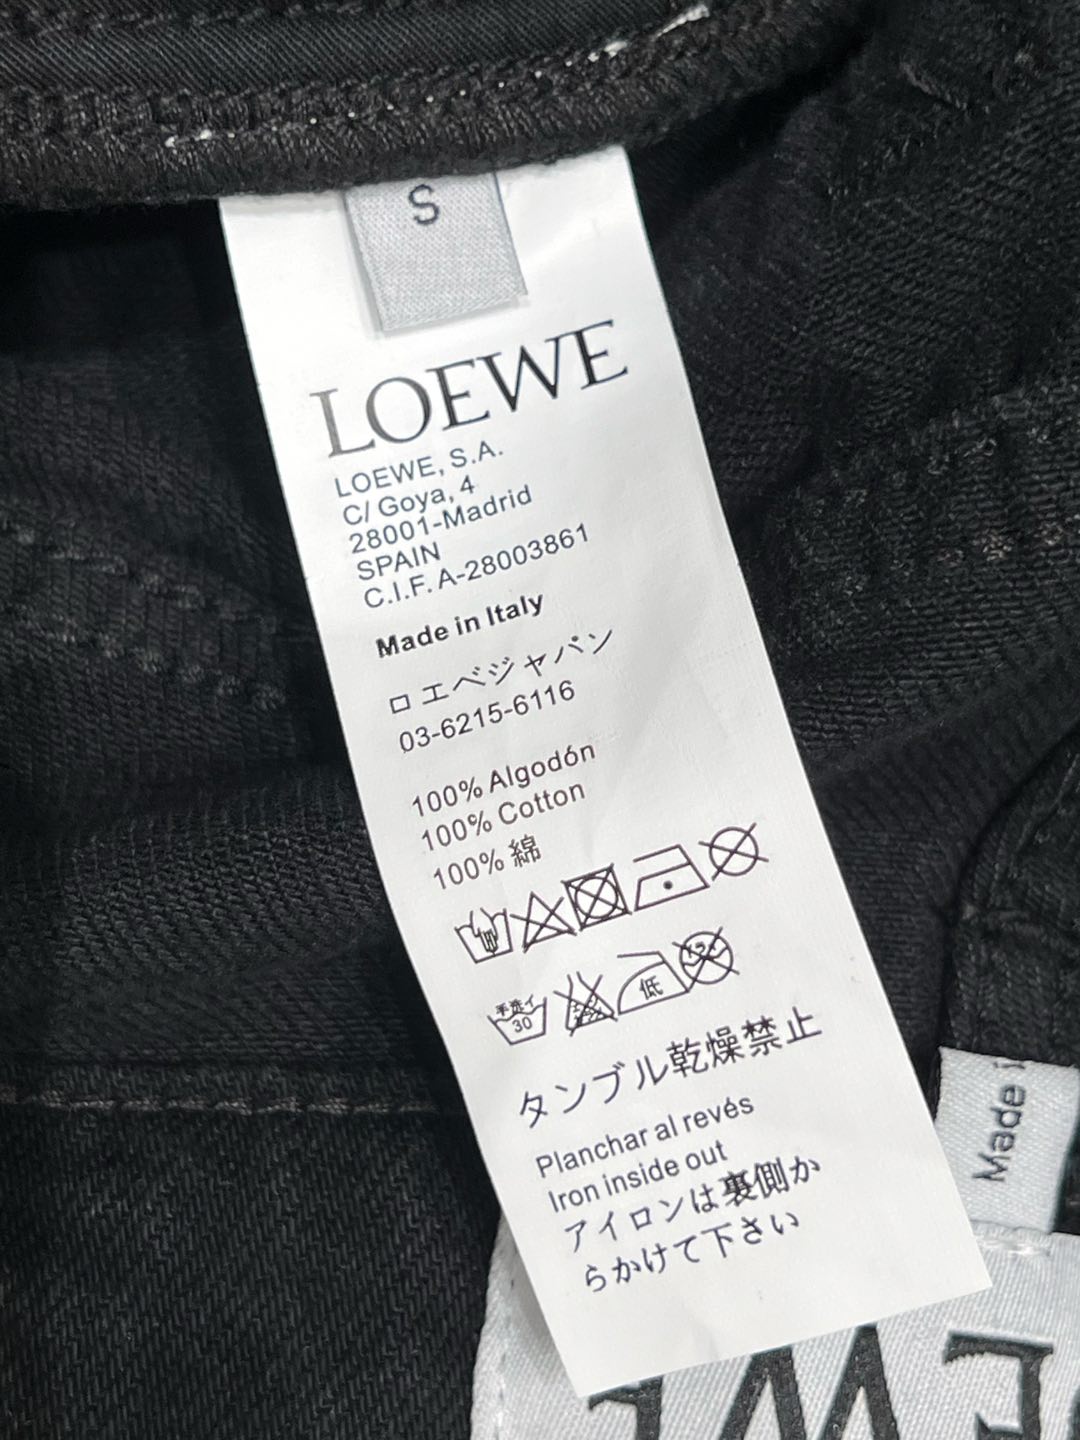 S
LOEWE
LOEWE, S.A.
C/ Goya, 4
28001-Madrid
SPAIN
C.I.F. A-28003861
Made in Italy
ロエベジャパン
03-6215-6116
100% Algodón
100% Cotton
100% 綿
30
低
タンブル乾燥禁止
Planchar al revés
Iron inside out
アイロンは裏側か
らかけて下さい
Made